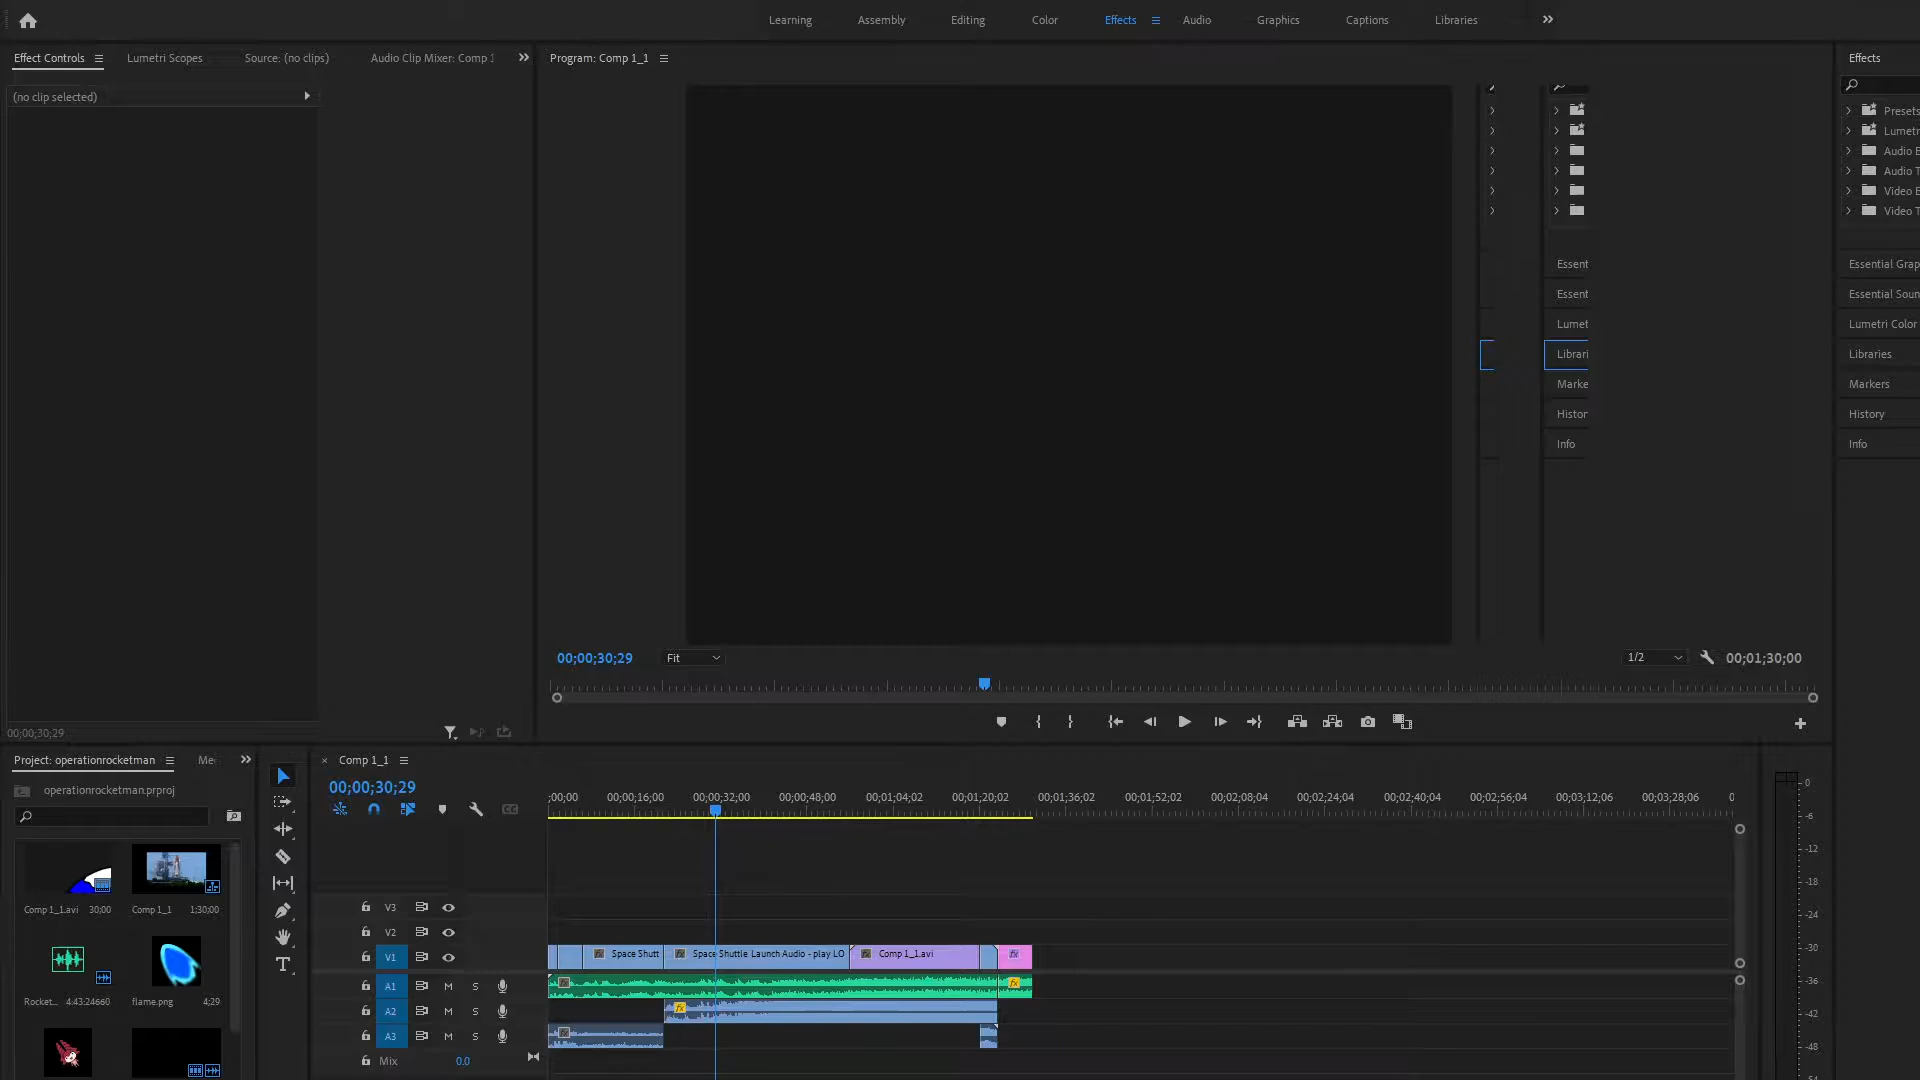 Learning Assembly Editing Color Effects Audio Graphics Captions Libraries
Effect Controls Lumetri Scopes Source: (no clips) Audio Clip Mixer: Comp 1
Program: Comp 1_1
Effects
(no clip selected)
Presets
Lumetri
Audio E
Audio T
Video E
Video T
Essent
Essent
Lumet
Librari
Marke
Histor
Info
Essential Grap
Essential Soun
Lumetri Color
Libraries
Markers
History
Info
00;00;30;29 Fit 1/2 00;01;30;00
00;00;30;29
Project: operationrocketman Me
operationrocketman.prproj
Comp 1_1.avi 30;00 Comp 1_1 1;30;00
Rocket... 4:43:24660 flame.png 4;29
× Comp 1_1
00;00;30;29
;00;00 00;00;16;00 00;00;32;00 00;00;48;00 00;01;04;02 00;01;20;02 00;01;36;02 00;01;52;02 00;02;08;04 00;02;24;04 00;02;40;04 00;02;56;04 00;03;12;06 00;03;28;06 0
V3
V2
V1 fx Space Shutt fx Space Shuttle Launch Audio - play LO fx Comp 1_1.avi fx
A1 M S fx
A2 M S fx
A3 M S
Mix 0.0
0
-6
-12
-18
-24
-30
-36
-42
-48
-54